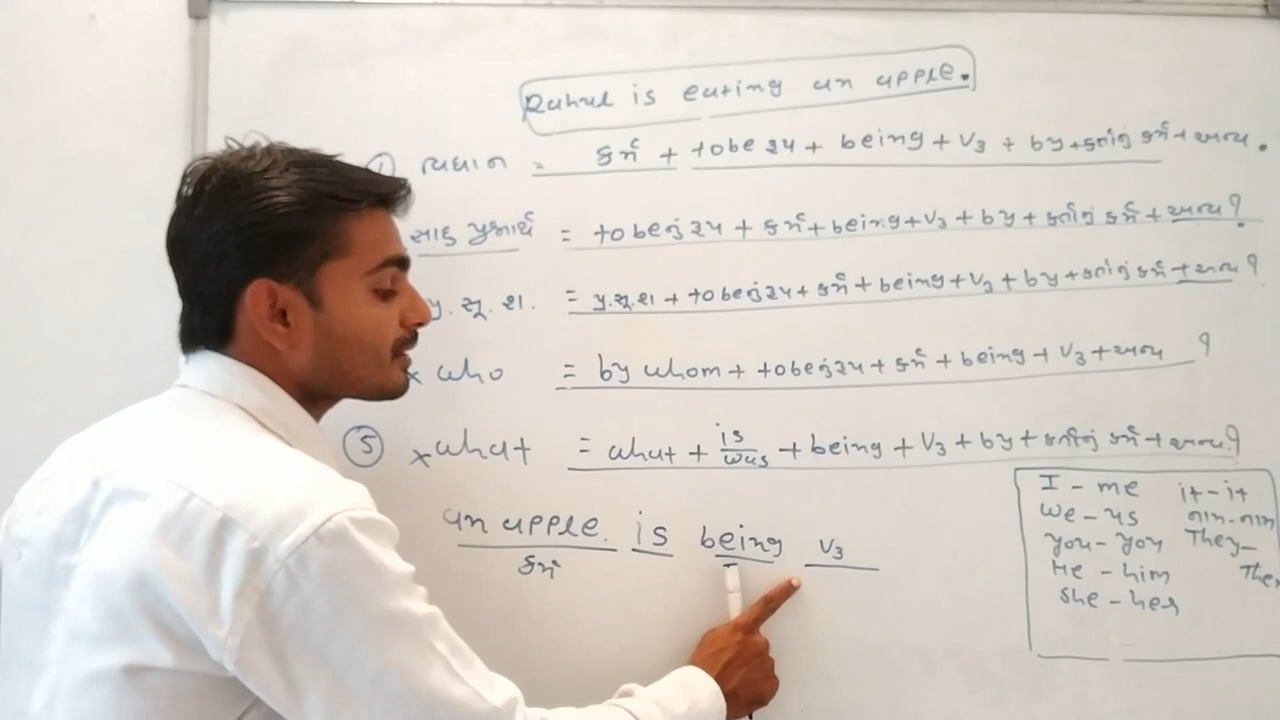 Rahul is eating an apple.
1) વિધાન = કર્મ + tobe રૂપ + being + V3 + by + કર્તાનું કર્મ + અન્ય.
સાદુ પ્રશ્નાર્થ = tobeનું રૂપ + કર્મ + being + V3 + by + કર્તાનું કર્મ + અન્ય?
પ્ર. સૂ. શ. = પ્ર.સૂ.શ + tobeનું રૂપ + કર્મ + being + V3 + by + કર્તાનું કર્મ + અન્ય?
x who = by whom + tobeનું રૂપ + કર્મ + being + V3 + અન્ય ?
5 x what = what + is/was + being + V3 + by + કર્તાનું કર્મ + અન્ય?
an apple. is being V3
કર્મ
I - me it - it
we - us નામ - નામ
you - you They -
He - him The
she - her